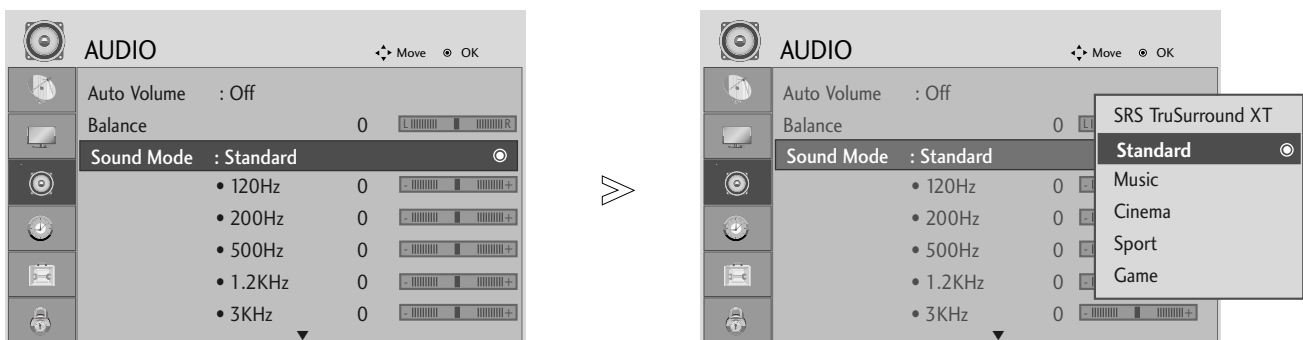 AUDIO
Move OK
Auto Volume : Off
Balance 0 L R
Sound Mode : Standard
• 120Hz 0 - +
• 200Hz 0 - +
• 500Hz 0 - +
• 1.2KHz 0 - +
• 3KHz 0 - +
AUDIO
Move OK
Auto Volume : Off
Balance 0 L
Sound Mode : Standard
• 120Hz 0 -
• 200Hz 0 -
• 500Hz 0 -
• 1.2KHz 0 -
• 3KHz 0 - +
SRS TruSurround XT
Standard
Music
Cinema
Sport
Game